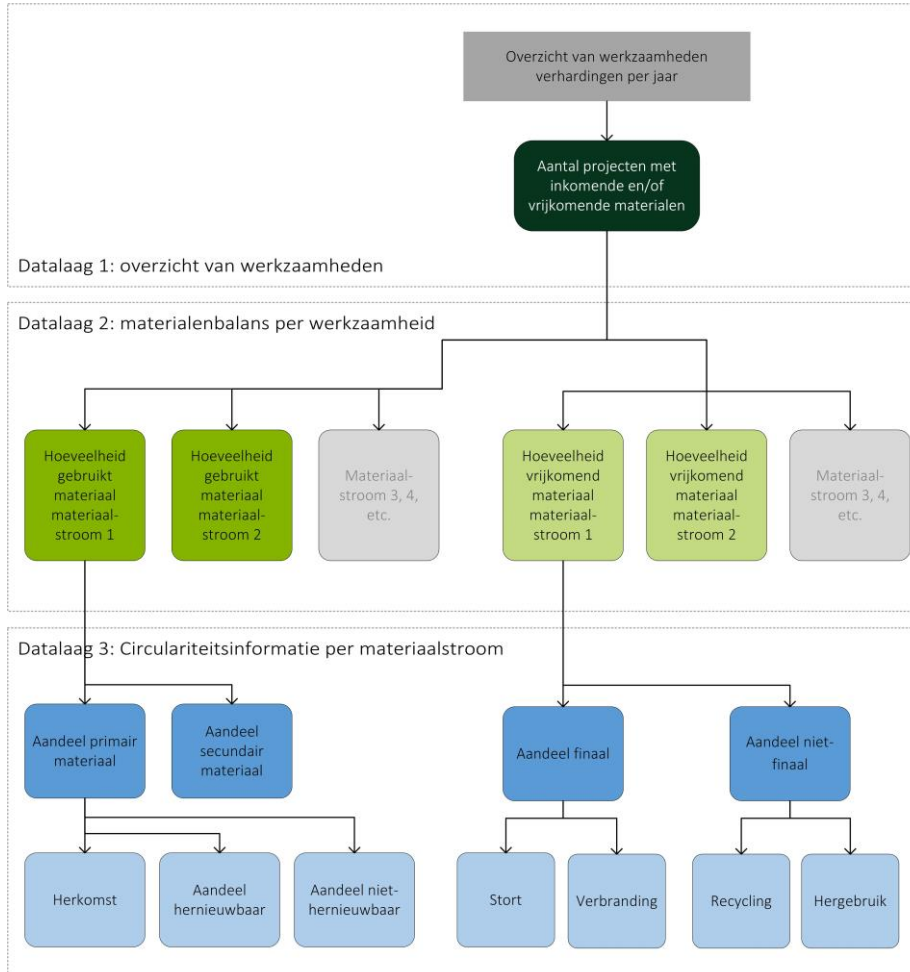 Overzicht van werkzaamheden
verhardingen per jaar
Aantal projecten met
inkomende en/of
vrijkomende materialen
Datalaag 1: overzicht van werkzaamheden
Datalaag 2: materialenbalans per werkzaamheid
Hoeveelheid
gebruikt
materiaal
materiaal-
stroom 1
Hoeveelheid
gebruikt
materiaal
materiaal-
stroom 2
Materiaal-
stroom 3, 4,
etc.
Hoeveelheid
vrijkomend
materiaal
materiaal-
stroom 1
Hoeveelheid
vrijkomend
materiaal
materiaal-
stroom 2
Materiaal-
stroom 3, 4,
etc.
Datalaag 3: Circulariteitsinformatie per materiaalstroom
Aandeel primair
materiaal
Aandeel
secundair
materiaal
Aandeel finaal
Aandeel niet-
finaal
Herkomst
Aandeel
hernieuwbaar
Aandeel niet-
hernieuwbaar
Stort
Verbranding
Recycling
Hergebruik